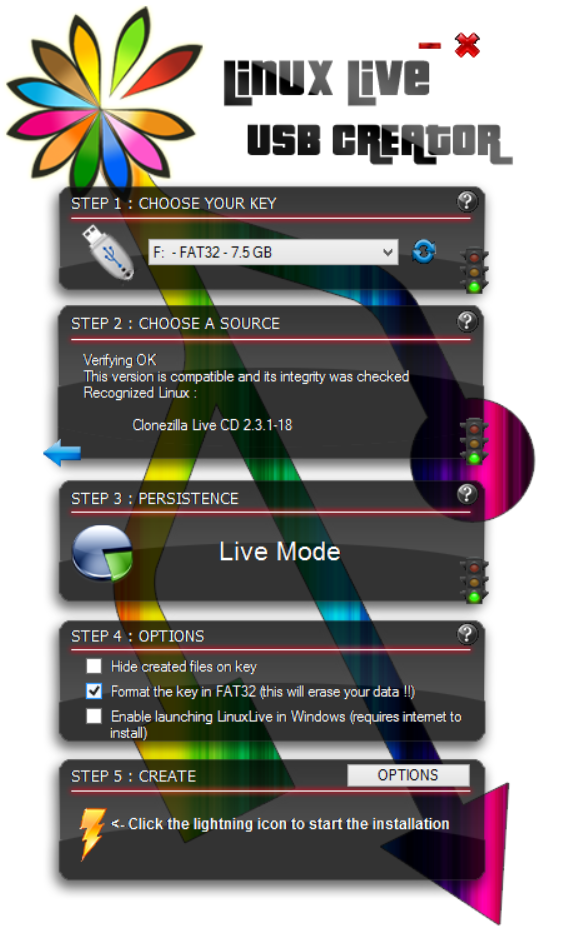 Linux Live
USB Creator
STEP 1 : CHOOSE YOUR KEY
?
F: - FAT32 - 7.5 GB
STEP 2 : CHOOSE A SOURCE
?
Verifying OK
This version is compatible and its integrity was checked
Recognized Linux :
Clonezilla Live CD 2.3.1-18
STEP 3 : PERSISTENCE
?
Live Mode
STEP 4 : OPTIONS
?
Hide created files on key
Format the key in FAT32 (this will erase your data !!)
Enable launching LinuxLive in Windows (requires internet to
install)
STEP 5 : CREATE
OPTIONS
<- Click the lightning icon to start the installation